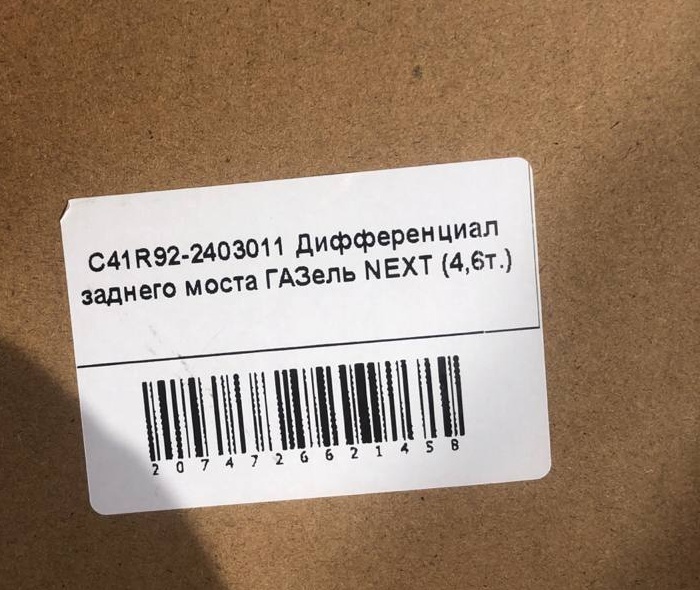 C41R92-2403011 Дифференциал
заднего моста ГАЗель NEXT (4,6т.)
2074726621458